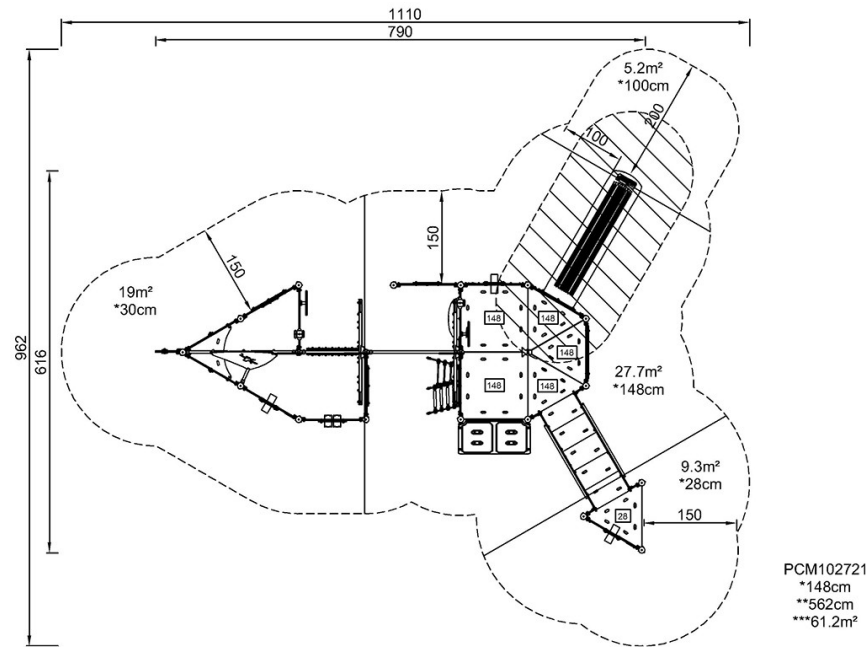 1110
790
5.2m²
*100cm
200
100
150
150
19m²
*30cm
962
616
148
148
148
148
148
27.7m²
*148cm
9.3m²
*28cm
28
150
PCM102721
*148cm
**562cm
***61.2m²